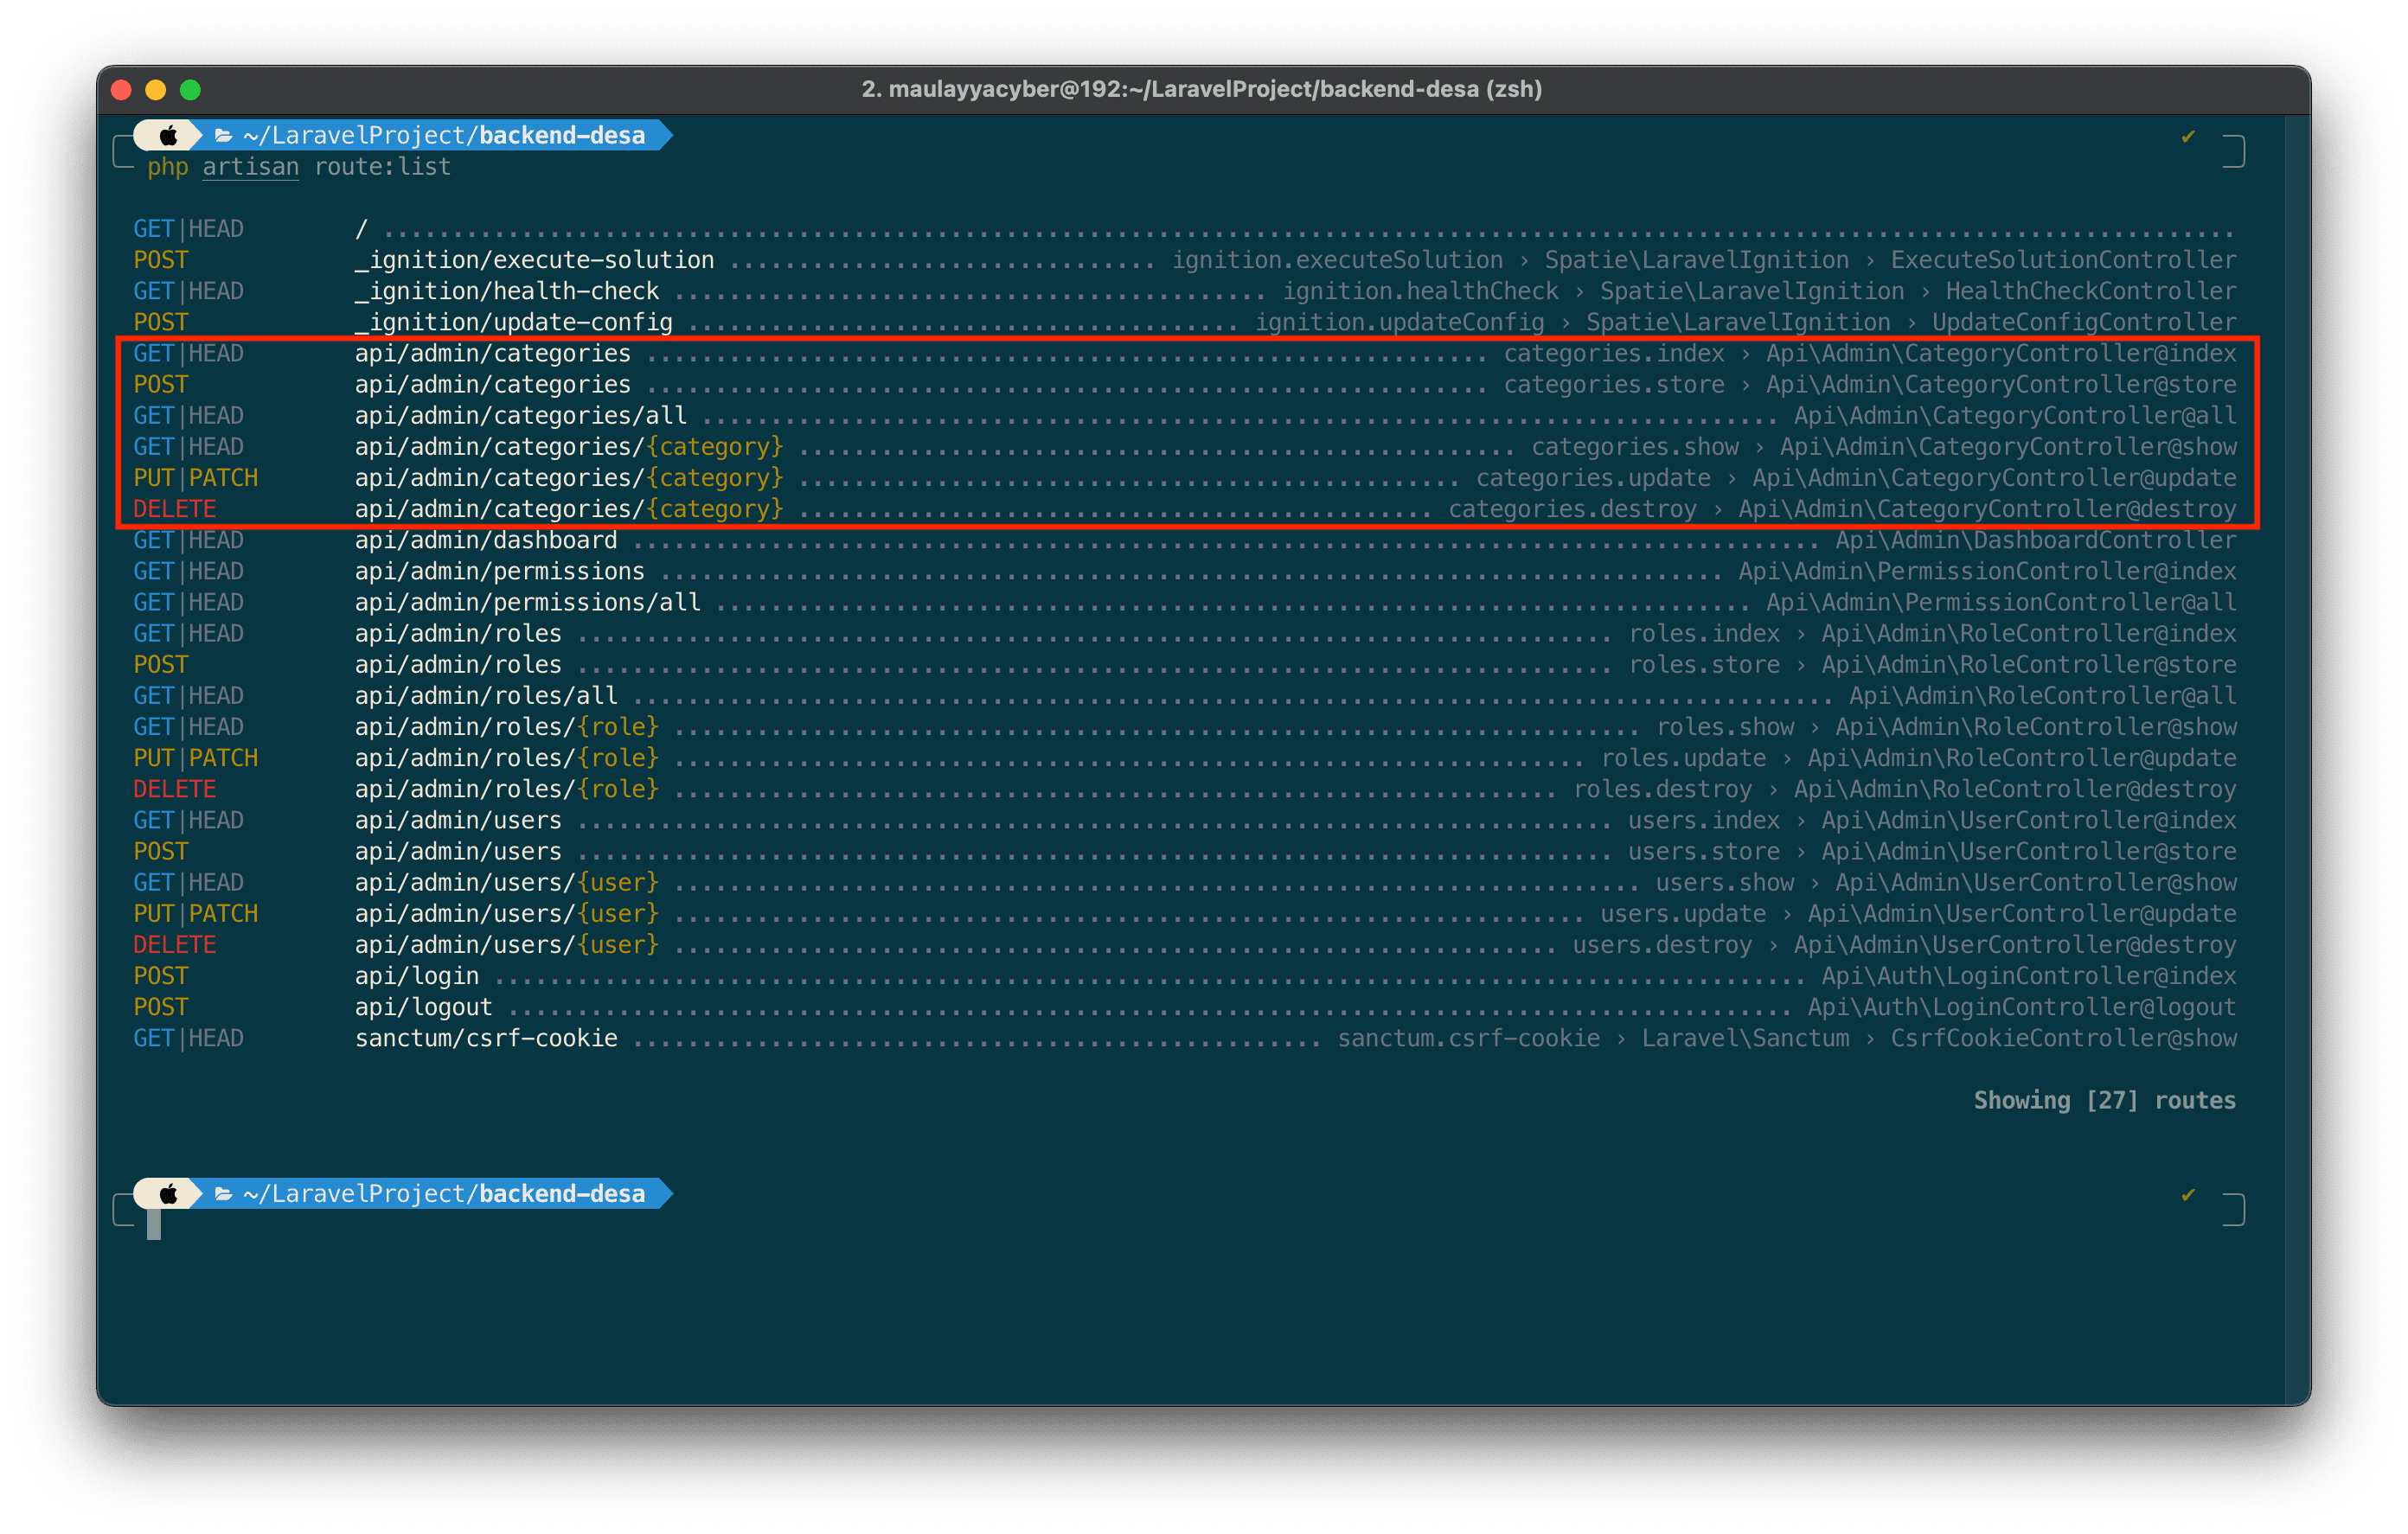 2. maulayyacyber@192:~/LaravelProject/backend-desa (zsh)
~/LaravelProject/backend-desa ✔
php artisan route:list
GET|HEAD / ................................................................................
POST _ignition/execute-solution ............................... ignition.executeSolution › Spatie\LaravelIgnition › ExecuteSolutionController
GET|HEAD _ignition/health-check ........................................... ignition.healthCheck › Spatie\LaravelIgnition › HealthCheckController
POST _ignition/update-config ........................................ ignition.updateConfig › Spatie\LaravelIgnition › UpdateConfigController
GET|HEAD api/admin/categories ............................................................. categories.index › Api\Admin\CategoryController@index
POST api/admin/categories ............................................................. categories.store › Api\Admin\CategoryController@store
GET|HEAD api/admin/categories/all .............................................................................. Api\Admin\CategoryController@all
GET|HEAD api/admin/categories/{category} .................................................... categories.show › Api\Admin\CategoryController@show
PUT|PATCH api/admin/categories/{category} ................................................ categories.update › Api\Admin\CategoryController@update
DELETE api/admin/categories/{category} .............................................. categories.destroy › Api\Admin\CategoryController@destroy
GET|HEAD api/admin/dashboard ...................................................................................... Api\Admin\DashboardController
GET|HEAD api/admin/permissions ............................................................................. Api\Admin\PermissionController@index
GET|HEAD api/admin/permissions/all ........................................................................... Api\Admin\PermissionController@all
GET|HEAD api/admin/roles ........................................................................... roles.index › Api\Admin\RoleController@index
POST api/admin/roles ........................................................................... roles.store › Api\Admin\RoleController@store
GET|HEAD api/admin/roles/all ....................................................................................... Api\Admin\RoleController@all
GET|HEAD api/admin/roles/{role} ...................................................................... roles.show › Api\Admin\RoleController@show
PUT|PATCH api/admin/roles/{role} .................................................................. roles.update › Api\Admin\RoleController@update
DELETE api/admin/roles/{role} ................................................................ roles.destroy › Api\Admin\RoleController@destroy
GET|HEAD api/admin/users ........................................................................... users.index › Api\Admin\UserController@index
POST api/admin/users ........................................................................... users.store › Api\Admin\UserController@store
GET|HEAD api/admin/users/{user} ...................................................................... users.show › Api\Admin\UserController@show
PUT|PATCH api/admin/users/{user} .................................................................. users.update › Api\Admin\UserController@update
DELETE api/admin/users/{user} ................................................................ users.destroy › Api\Admin\UserController@destroy
POST api/login ............................................................................................... Api\Auth\LoginController@index
POST api/logout ............................................................................................. Api\Auth\LoginController@logout
GET|HEAD sanctum/csrf-cookie .................................................. sanctum.csrf-cookie › Laravel\Sanctum › CsrfCookieController@show
Showing [27] routes
~/LaravelProject/backend-desa ✔